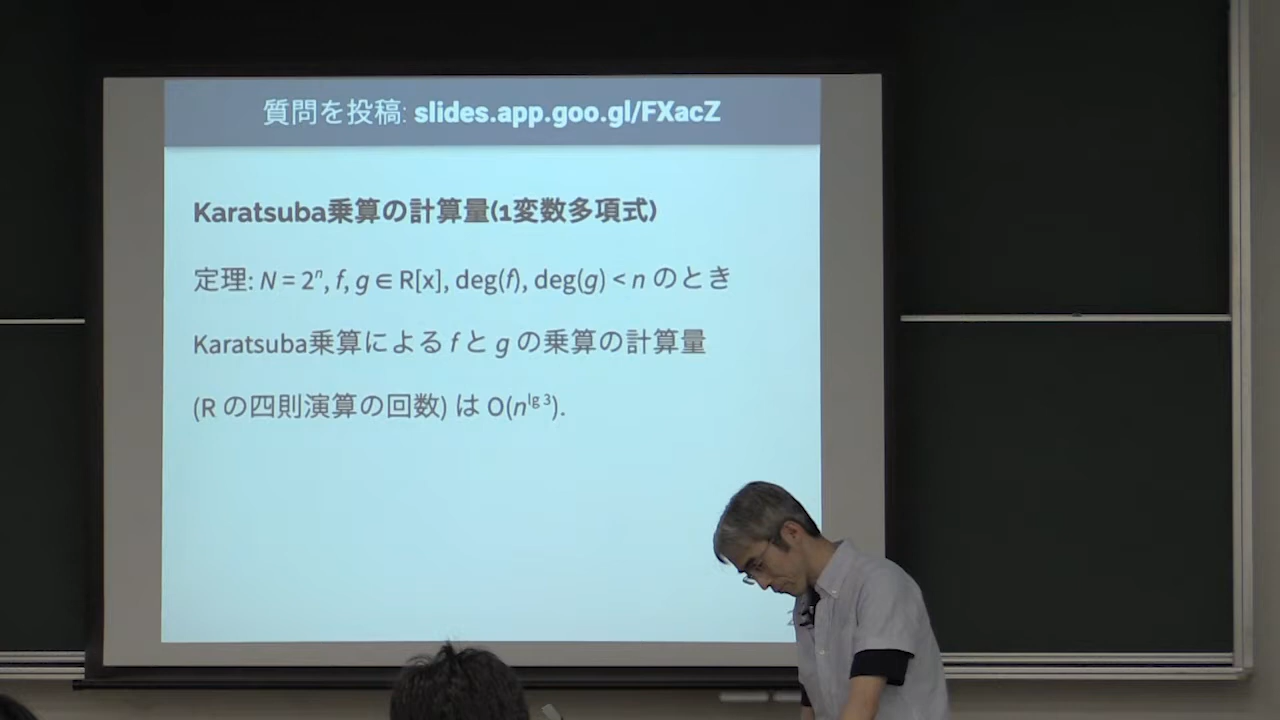 質問を投稿: slides.app.goo.gl/FXacZ
Karatsuba乗算の計算量(1変数多項式)
定理: N = 2ⁿ, f, g ∈ R[x], deg(f), deg(g) < n のとき
Karatsuba乗算による f と g の乗算の計算量
(R の四則演算の回数) は O(n^lg 3).